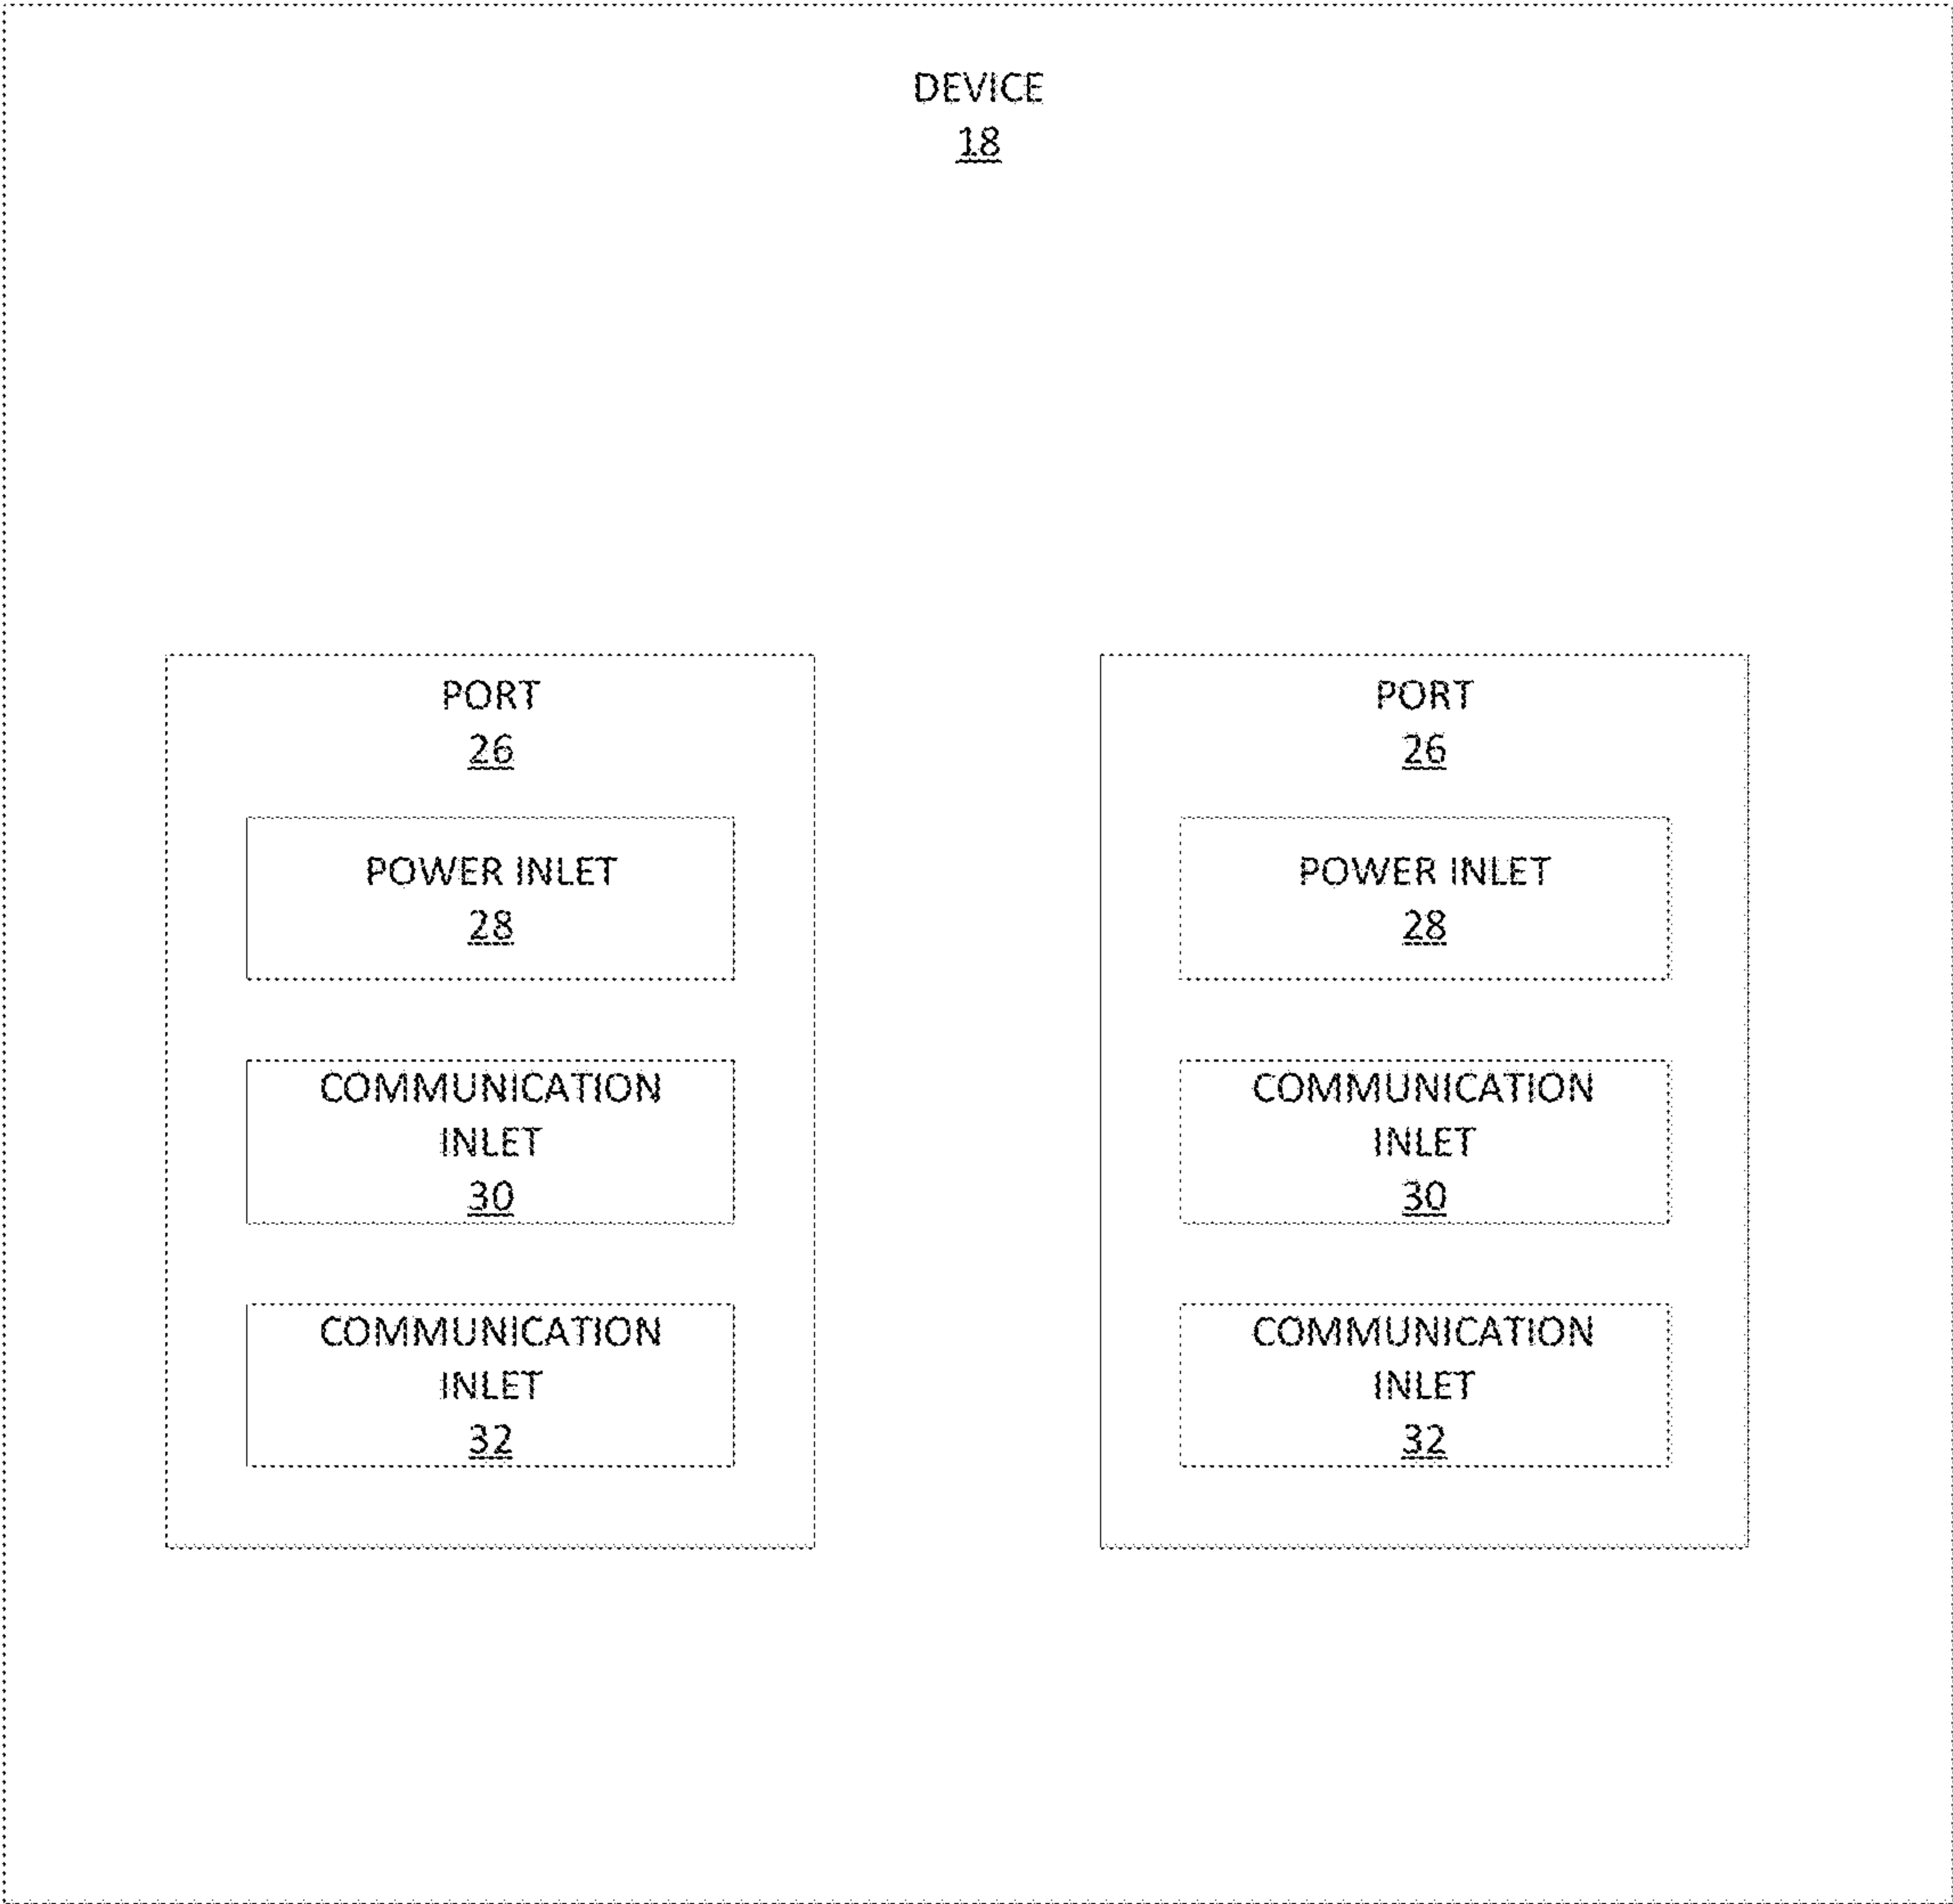 DEVICE
18
PORT
26
POWER INLET
28
COMMUNICATION
INLET
30
COMMUNICATION
INLET
32
PORT
26
POWER INLET
28
COMMUNICATION
INLET
30
COMMUNICATION
INLET
32